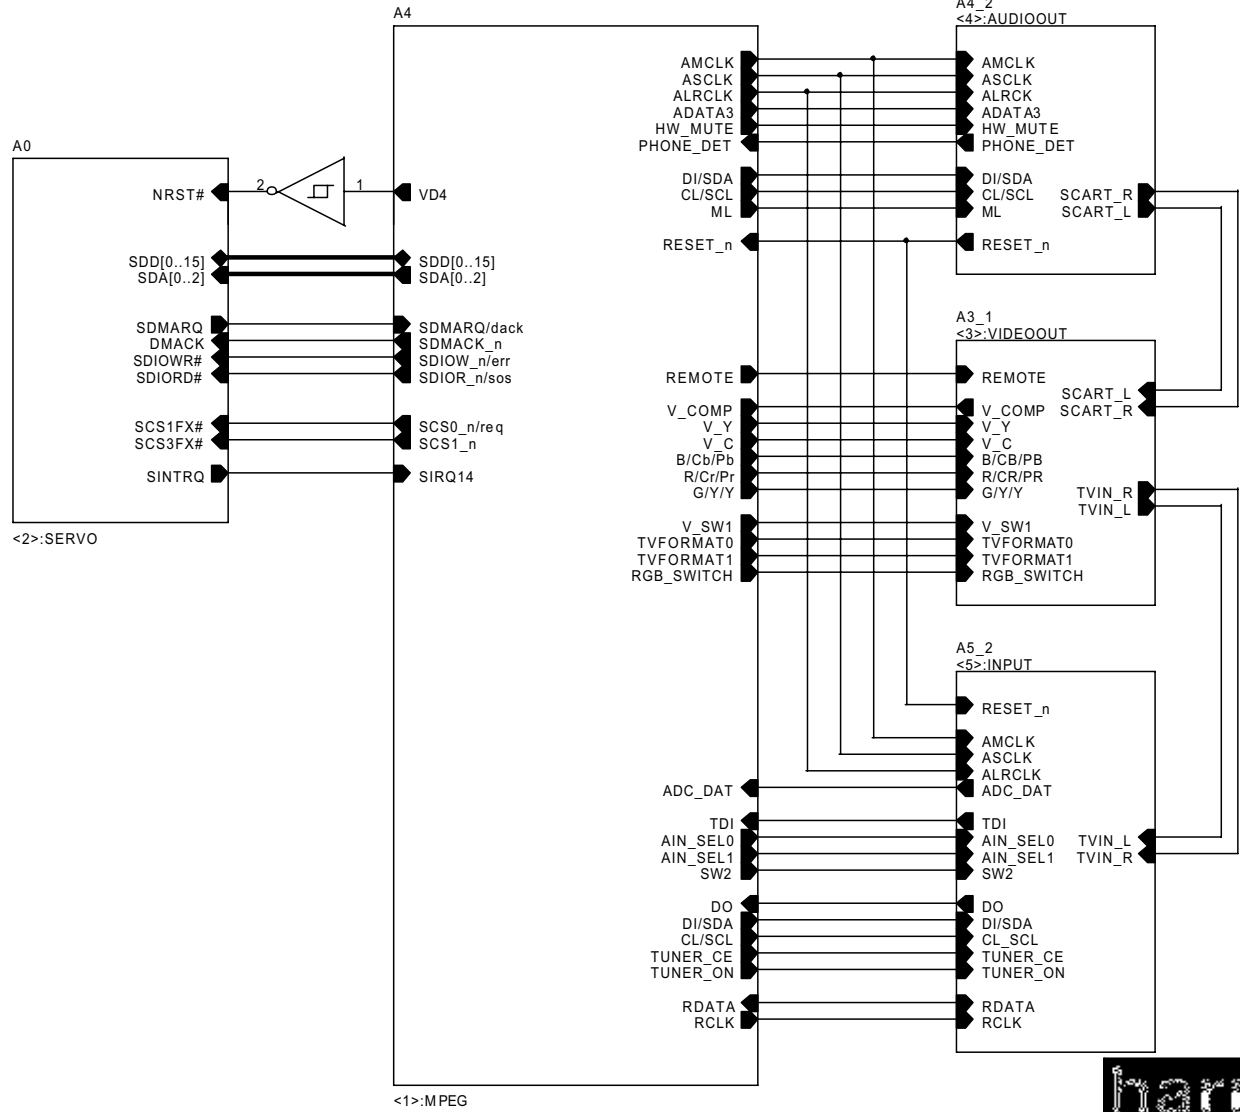 A4
A4_2
<4>:AUDIOOUT
AMCLK
ASCLK
ALRCLK
ADATA3
HW_MUTE
PHONE_DET
DI/SDA
CL/SCL
ML
RESET_n
AMCLK
ASCLK
ALRCK
ADATA3
HW_MUTE
PHONE_DET
DI/SDA
CL/SCL
ML
RESET_n
SCART_R
SCART_L
A0
NRST#
2
1
VD4
SDD[0..15]
SDA[0..2]
SDD[0..15]
SDA[0..2]
SDMARQ
DMACK
SDIOWR#
SDIORD#
SDMARQ/dack
SDMACK_n
SDIOW_n/err
SDIOR_n/sos
SCS1FX#
SCS3FX#
SCS0_n/req
SCS1_n
SINTRQ
SIRQ14
<2>:SERVO
A3_1
<3>:VIDEOOUT
REMOTE
V_COMP
V_Y
V_C
B/Cb/Pb
R/Cr/Pr
G/Y/Y
V_SW1
TVFORMAT0
TVFORMAT1
RGB_SWITCH
REMOTE
V_COMP
V_Y
V_C
B/CB/PB
R/CR/PR
G/Y/Y
V_SW1
TVFORMAT0
TVFORMAT1
RGB_SWITCH
SCART_L
SCART_R
TVIN_R
TVIN_L
A5_2
<5>:INPUT
RESET_n
AMCLK
ASCLK
ALRCLK
ADC_DAT
ADC_DAT
TDI
AIN_SEL0
AIN_SEL1
SW2
TDI
AIN_SEL0
AIN_SEL1
SW2
TVIN_L
TVIN_R
DO
DI/SDA
CL/SCL
TUNER_CE
TUNER_ON
DO
DI/SDA
CL_SCL
TUNER_CE
TUNER_ON
RDATA
RCLK
RDATA
RCLK
<1>:MPEG